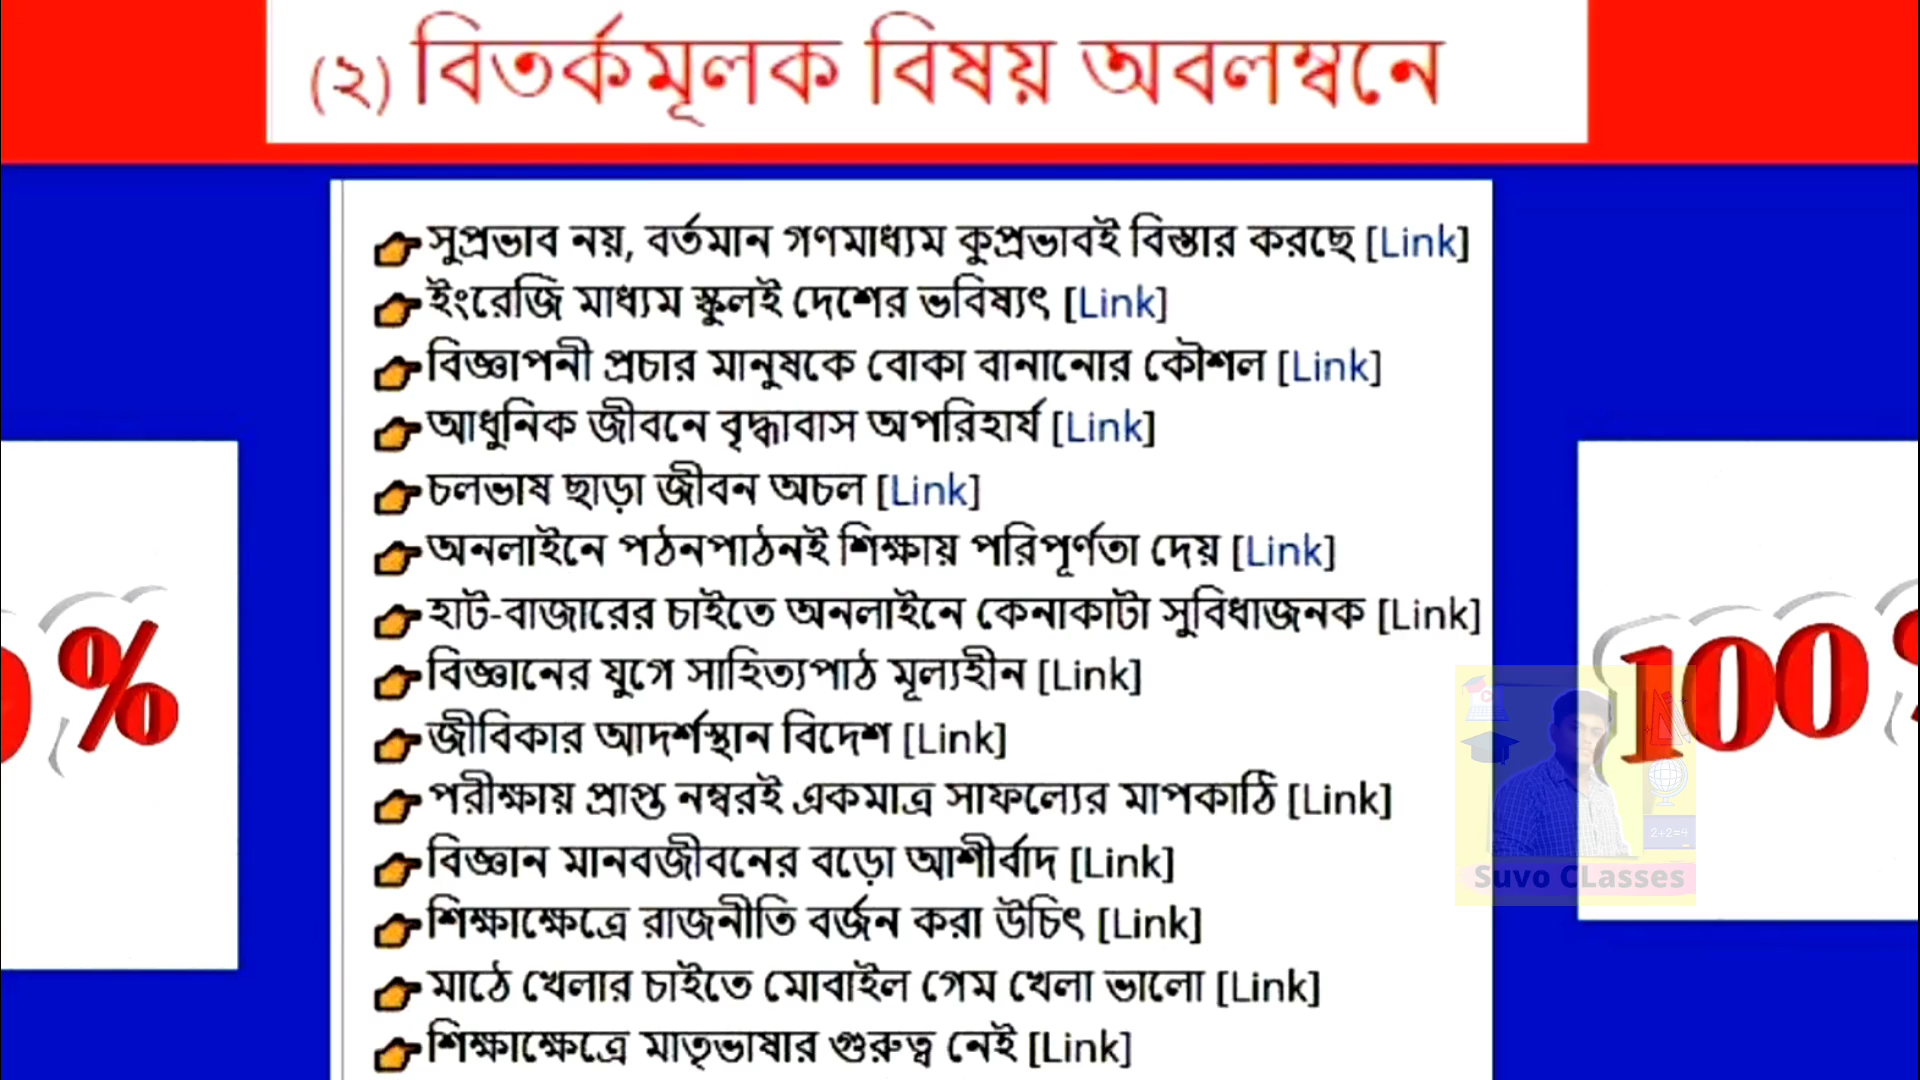 (২) বিতর্কমূলক বিষয় অবলম্বনে
সুপ্রভাব নয়, বর্তমান গণমাধ্যম কুপ্রভাবই বিস্তার করছে [Link]
ইংরেজি মাধ্যম স্কুলই দেশের ভবিষ্যৎ [Link]
বিজ্ঞাপনী প্রচার মানুষকে বোকা বানানোর কৌশল [Link]
আধুনিক জীবনে বৃদ্ধাবাস অপরিহার্য [Link]
চলভাষ ছাড়া জীবন অচল [Link]
অনলাইনে পঠনপাঠনই শিক্ষায় পরিপূর্ণতা দেয় [Link]
হাট-বাজারের চাইতে অনলাইনে কেনাকাটা সুবিধাজনক [Link]
বিজ্ঞানের যুগে সাহিত্যপাঠ মূল্যহীন [Link]
জীবিকার আদর্শস্থান বিদেশ [Link]
পরীক্ষায় প্রাপ্ত নম্বরই একমাত্র সাফল্যের মাপকাঠি [Link]
বিজ্ঞান মানবজীবনের বড়ো আশীর্বাদ [Link]
শিক্ষাক্ষেত্রে রাজনীতি বর্জন করা উচিৎ [Link]
মাঠে খেলার চাইতে মোবাইল গেম খেলা ভালো [Link]
শিক্ষাক্ষেত্রে মাতৃভাষার গুরুত্ব নেই [Link]
0%
100%
2+2=4
Suvo CLasses